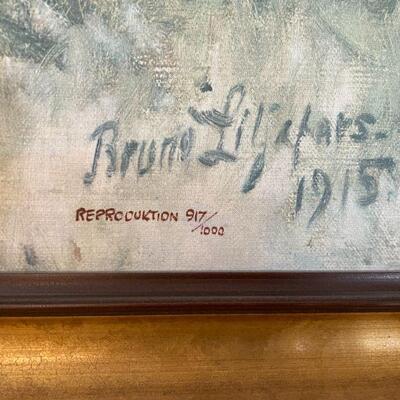 Bruno Liljefors-
1915
REPRODUKTION 917/1000